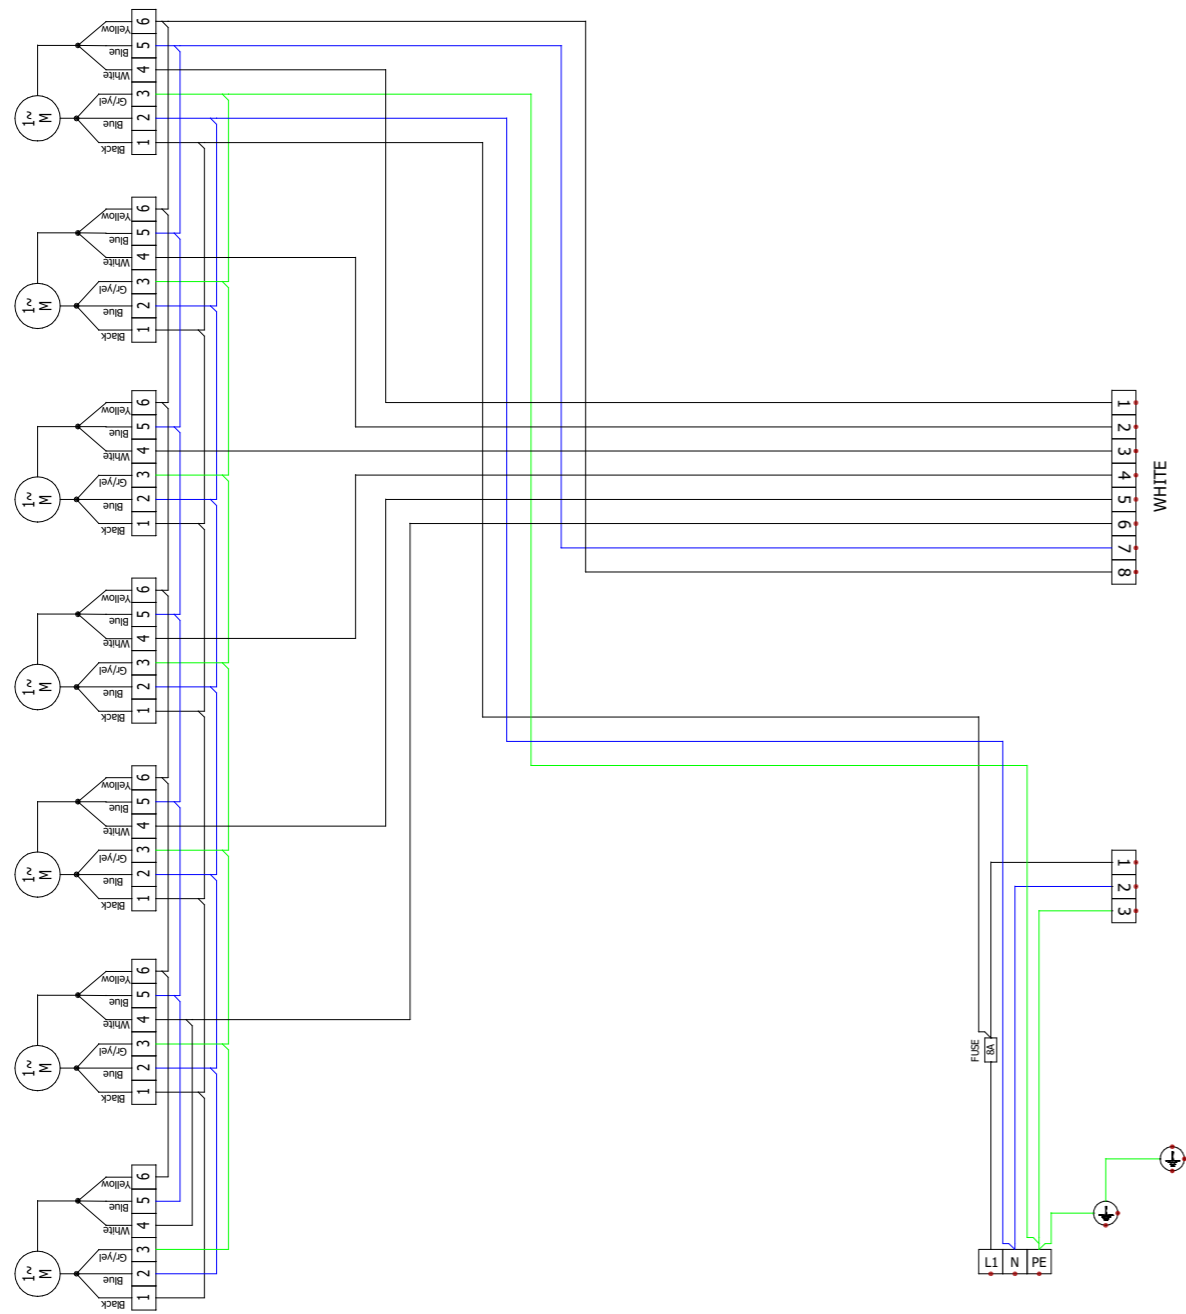 6
Yellow
5
Blue
4
White
3
Gr/yel
2
Blue
1
Black
1~
M
6
Yellow
5
Blue
4
White
3
Gr/yel
2
Blue
1
Black
1~
M
6
Yellow
5
Blue
4
White
3
Gr/yel
2
Blue
1
Black
1~
M
6
Yellow
5
Blue
4
White
3
Gr/yel
2
Blue
1
Black
1~
M
6
Yellow
5
Blue
4
White
3
Gr/yel
2
Blue
1
Black
1~
M
6
Yellow
5
Blue
4
White
3
Gr/yel
2
Blue
1
Black
1~
M
6
Yellow
5
Blue
4
White
3
Gr/yel
2
Blue
1
Black
1~
M
1
2
3
4
5
6
7
8
WHITE
1
2
3
FUSE
8A
L1 N PE